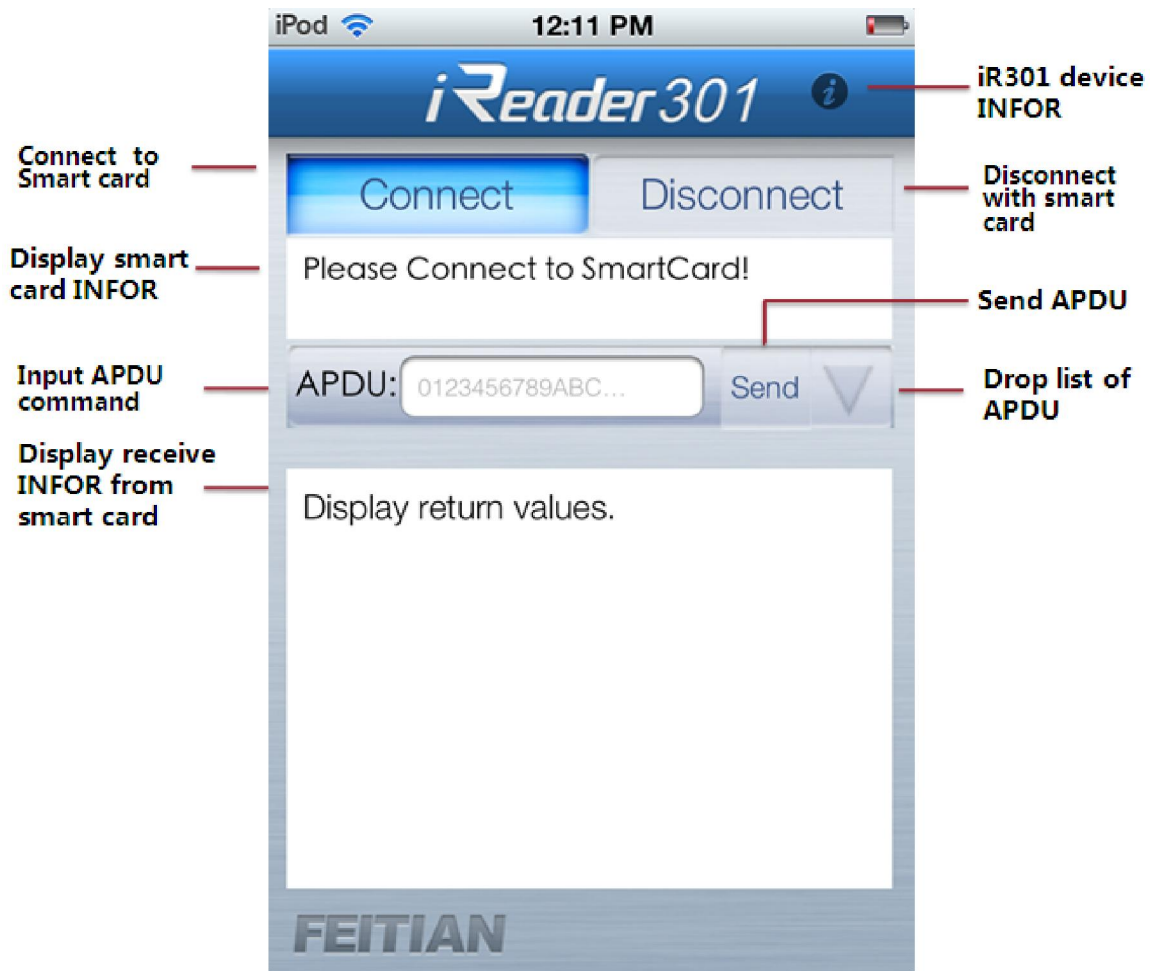 iPod 12:11 PM
iReader301
iR301 device
INFOR
Connect to
Smart card
Connect Disconnect
Disconnect
with smart
card
Display smart
card INFOR
Please Connect to SmartCard!
Send APDU
Input APDU
command
APDU: 0123456789ABC... Send
Drop list of
APDU
Display receive
INFOR from
smart card
Display return values.
FEITIAN